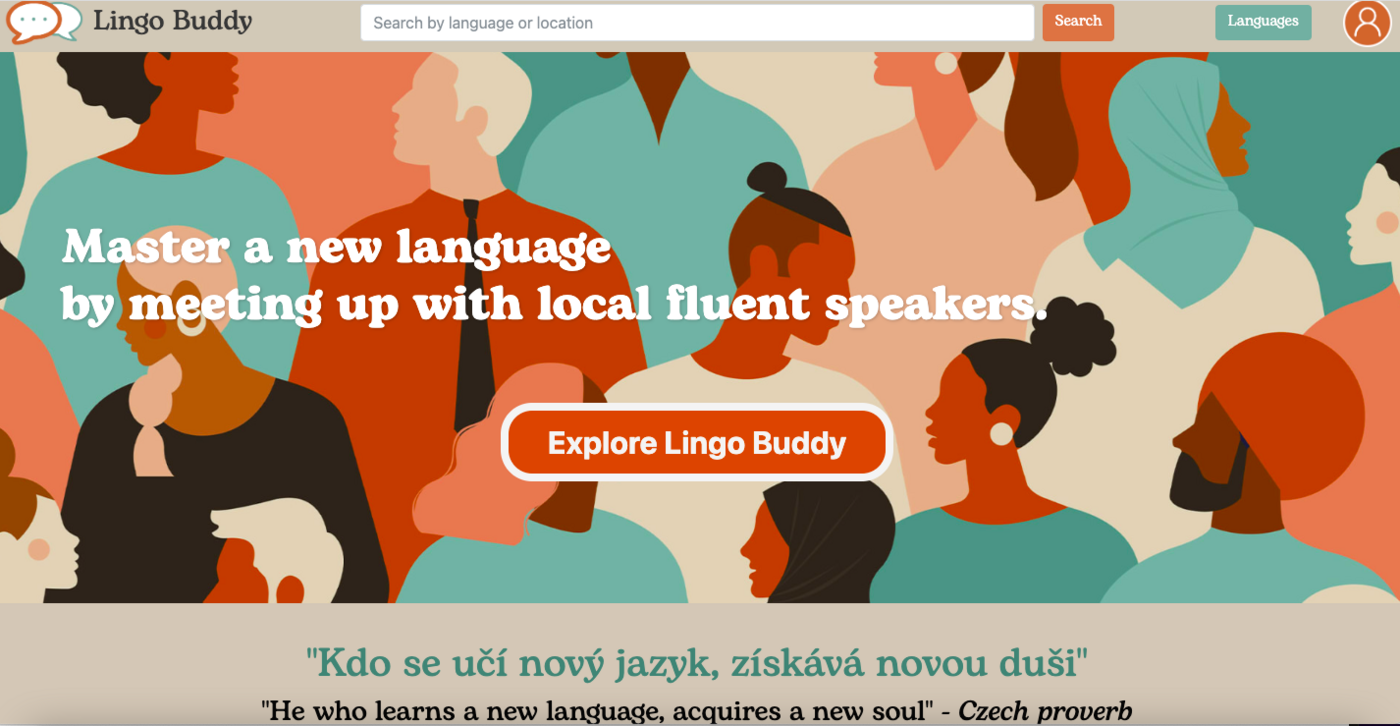 Lingo Buddy
Search by language or location
Search
Languages
Master a new language
by meeting up with local fluent speakers.
Explore Lingo Buddy
"Kdo se učí nový jazyk, získává novou duši"
"He who learns a new language, acquires a new soul" - Czech proverb